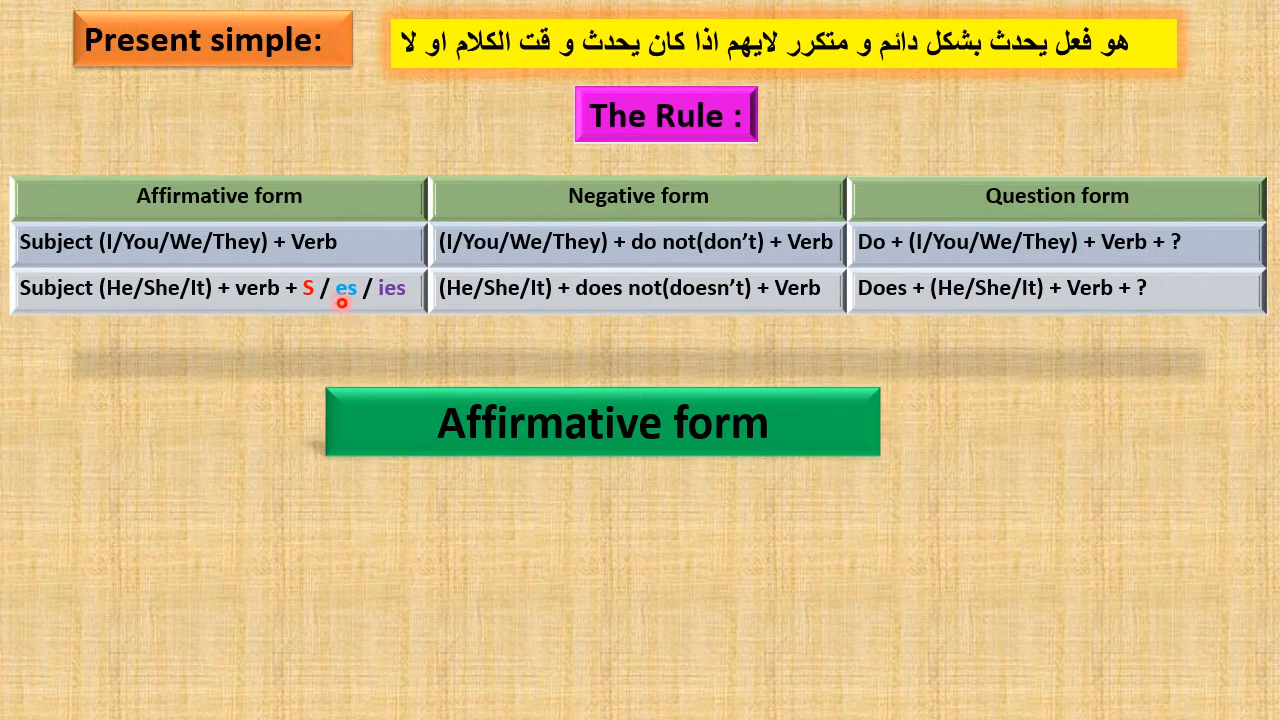 Present simple:
هو فعل يحدث بشكل دائم و متكرر لايهم اذا كان يحدث و قت الكلام او لا
The Rule :
Affirmative form
Negative form
Question form
Subject (I/You/We/They) + Verb
(I/You/We/They) + do not(don’t) + Verb
Do + (I/You/We/They) + Verb + ?
Subject (He/She/It) + verb + S / es / ies
(He/She/It) + does not(doesn’t) + Verb
Does + (He/She/It) + Verb + ?
Affirmative form